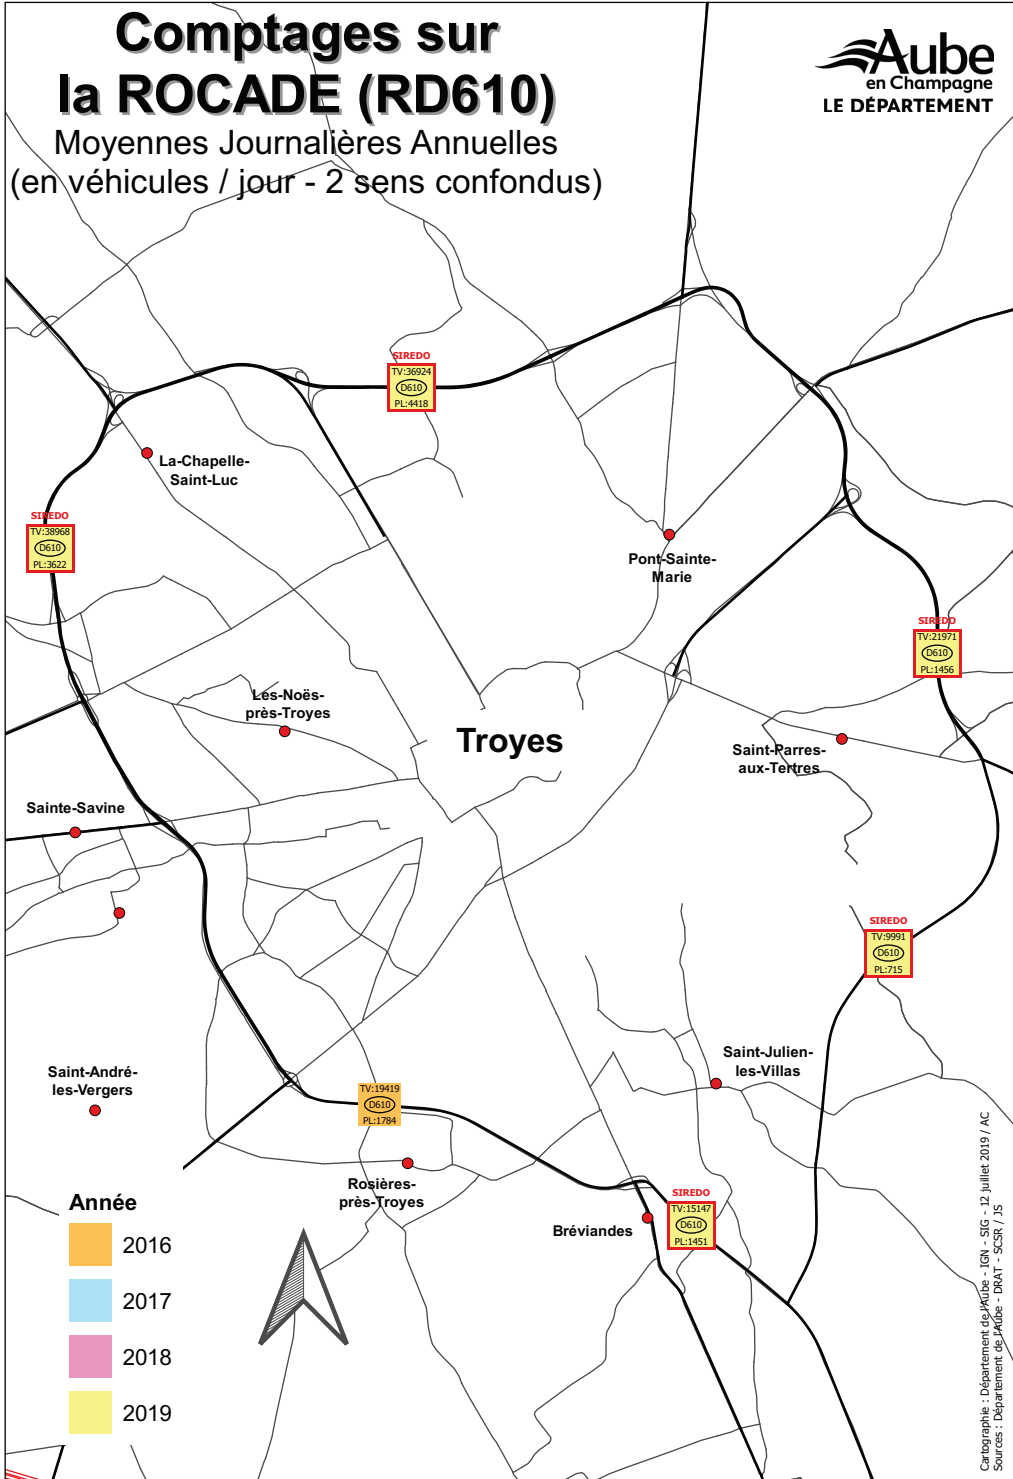 Comptages sur
la ROCADE (RD610)
Moyennes Journalières Annuelles
(en véhicules / jour - 2 sens confondus)
Aube
en Champagne
LE DÉPARTEMENT
SIREDO
TV:36924
D610
PL:4418
La-Chapelle-
Saint-Luc
SIREDO
TV:38968
D610
PL:3622
Pont-Sainte-
Marie
SIREDO
TV:21971
D610
PL:1456
Les-Noës-
près-Troyes
Troyes
Saint-Parres-
aux-Tertres
Sainte-Savine
SIREDO
TV:9991
D610
PL:715
Saint-Julien-
les-Villas
Saint-André-
les-Vergers
TV:19419
D610
PL:1784
Rosières-
près-Troyes
SIREDO
TV:15147
D610
PL:1451
Bréviandes
Année
2016
2017
2018
2019
Cartographie : Département de l'Aube - IGN - SIG - 12 juillet 2019 / AC
Sources : Département de l'Aube - DRAT - SCSR / JS